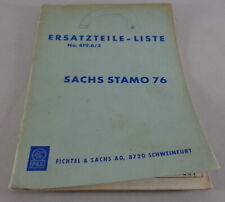 ERSATZTEILE-LISTE
No. 419.6/3
SACHS STAMO 76
FICHTEL & SACHS AG, 8720 SCHWEINFURT